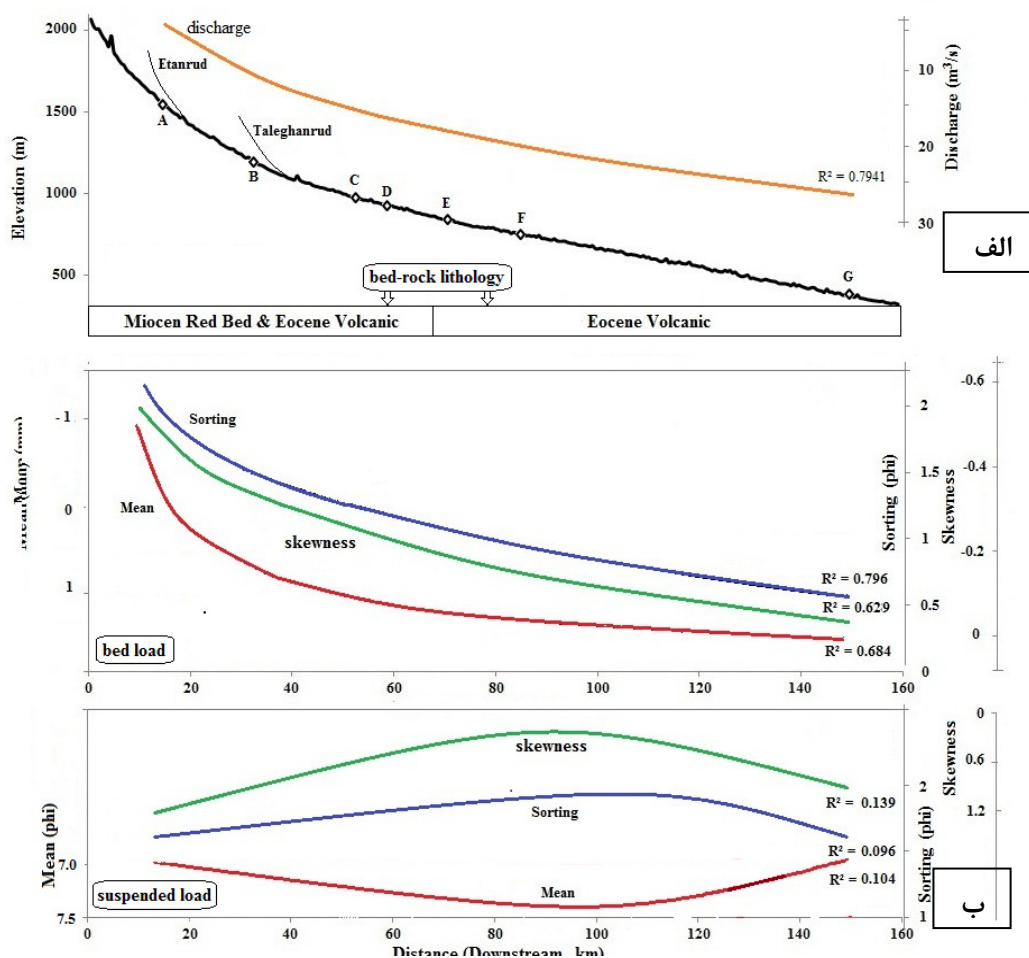 2000
1500
1000
500
Elevation (m)
discharge
Etanrud
Taleghanrud
A
B
C
D
E
F
G
R² = 0.7941
10
20
30
Discharge (m³/s)
الف
bed-rock lithology
Miocen Red Bed & Eocene Volcanic
Eocene Volcanic
-1
0
1
Sorting
Mean
skewness
R² = 0.796
R² = 0.629
R² = 0.684
bed load
2
1.5
1
0.5
0
Sorting (phi)
-0.6
-0.4
-0.2
0
Skewness
0 20 40 60 80 100 120 140 160
skewness
Sorting
Mean
R² = 0.139
R² = 0.096
R² = 0.104
suspended load
Mean (phi)
7.0
7.5
2
1
Sorting (phi)
0
0.6
1.2
Skewness
ب
0 20 40 60 80 100 120 140 160
Distance (Downstream, km)